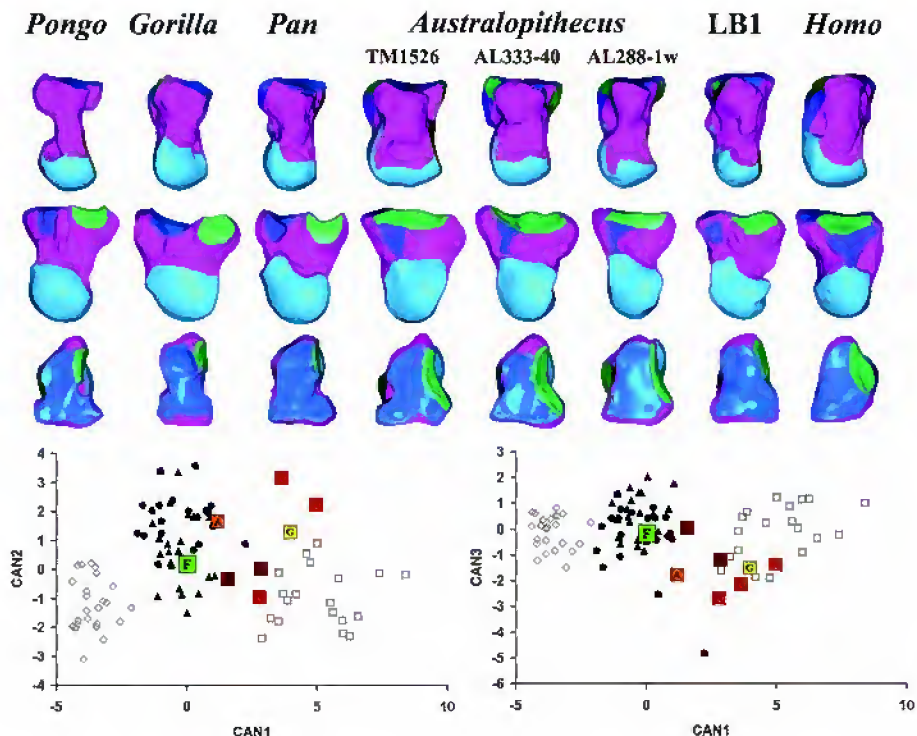 Pongo Gorilla Pan Australopithecus LB1 Homo
TM1526 AL333-40 AL288-1w
4
3
2
1
0
-1
-2
-3
-4
CAN2
-5 0 5 10
CAN1
A
G
F
3
2
1
0
-1
-2
-3
-4
-5
-6
CAN3
-5 0 5 10
CAN1
F
A
G